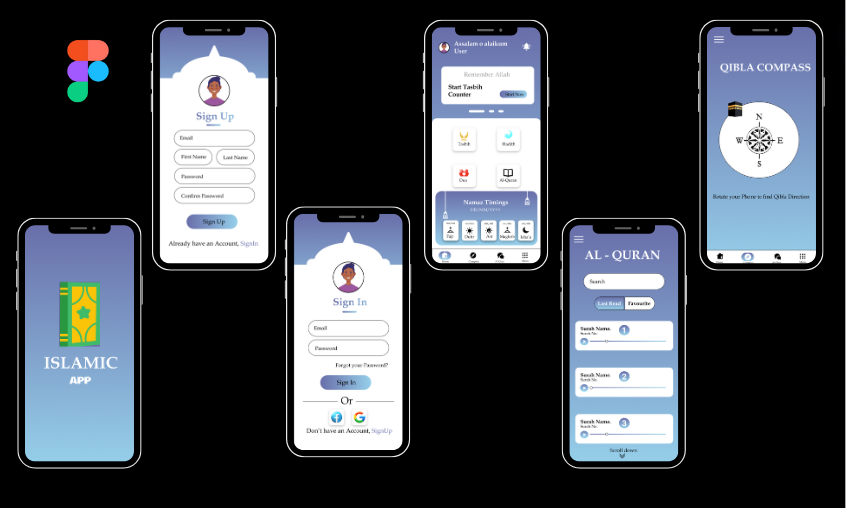 ISLAMIC
APP
Sign Up
Email
First Name Last Name
Password
Confirm Password
Sign Up
Already have an Account, SignIn
Sign In
Email
Password
Forgot your Password?
Sign In
Or
Don't have an Account, SignUp
Assalam o alaikum
User
Remember Allah
Start Tasbih
Counter
Start Now
Tasbih
Dua
Al-Quran
Namaz Timings
Fajr
Asr
Maghrib
Isha'a
AL - QURAN
Last Read Favourite
Surah Name.
Surah No.
1
Surah Name.
Surah No.
2
Surah Name.
Surah No.
3
Scroll down
QIBLA COMPASS
N
W E
S
Rotate your Phone to find Qibla Direction